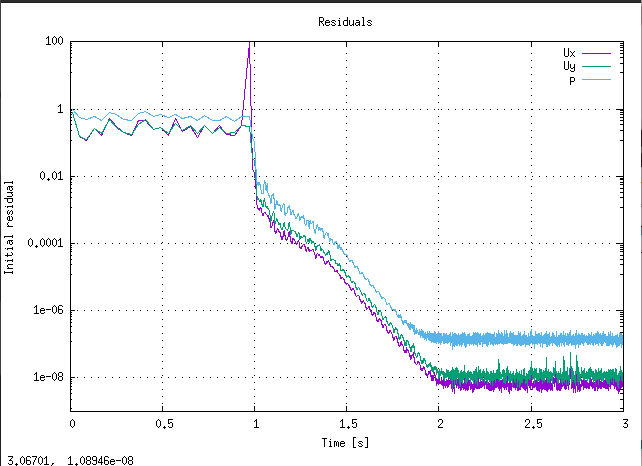 Residuals
100
Ux
Uy
p
1
0.01
0.0001
1e-06
1e-08
Initial residual
0 0.5 1 1.5 2 2.5 3
Time [s]
3.06701, 1.08946e-08